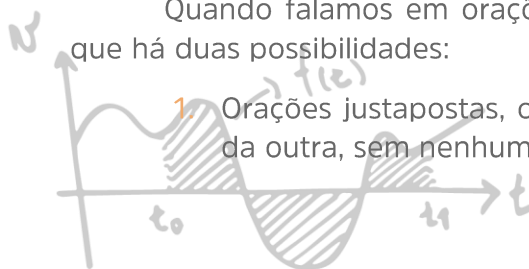 Quando falamos em oraçõ
que há duas possibilidades:
1. Orações justapostas, o
da outra, sem nenhum
N
f(t)
t₀
t₁
t